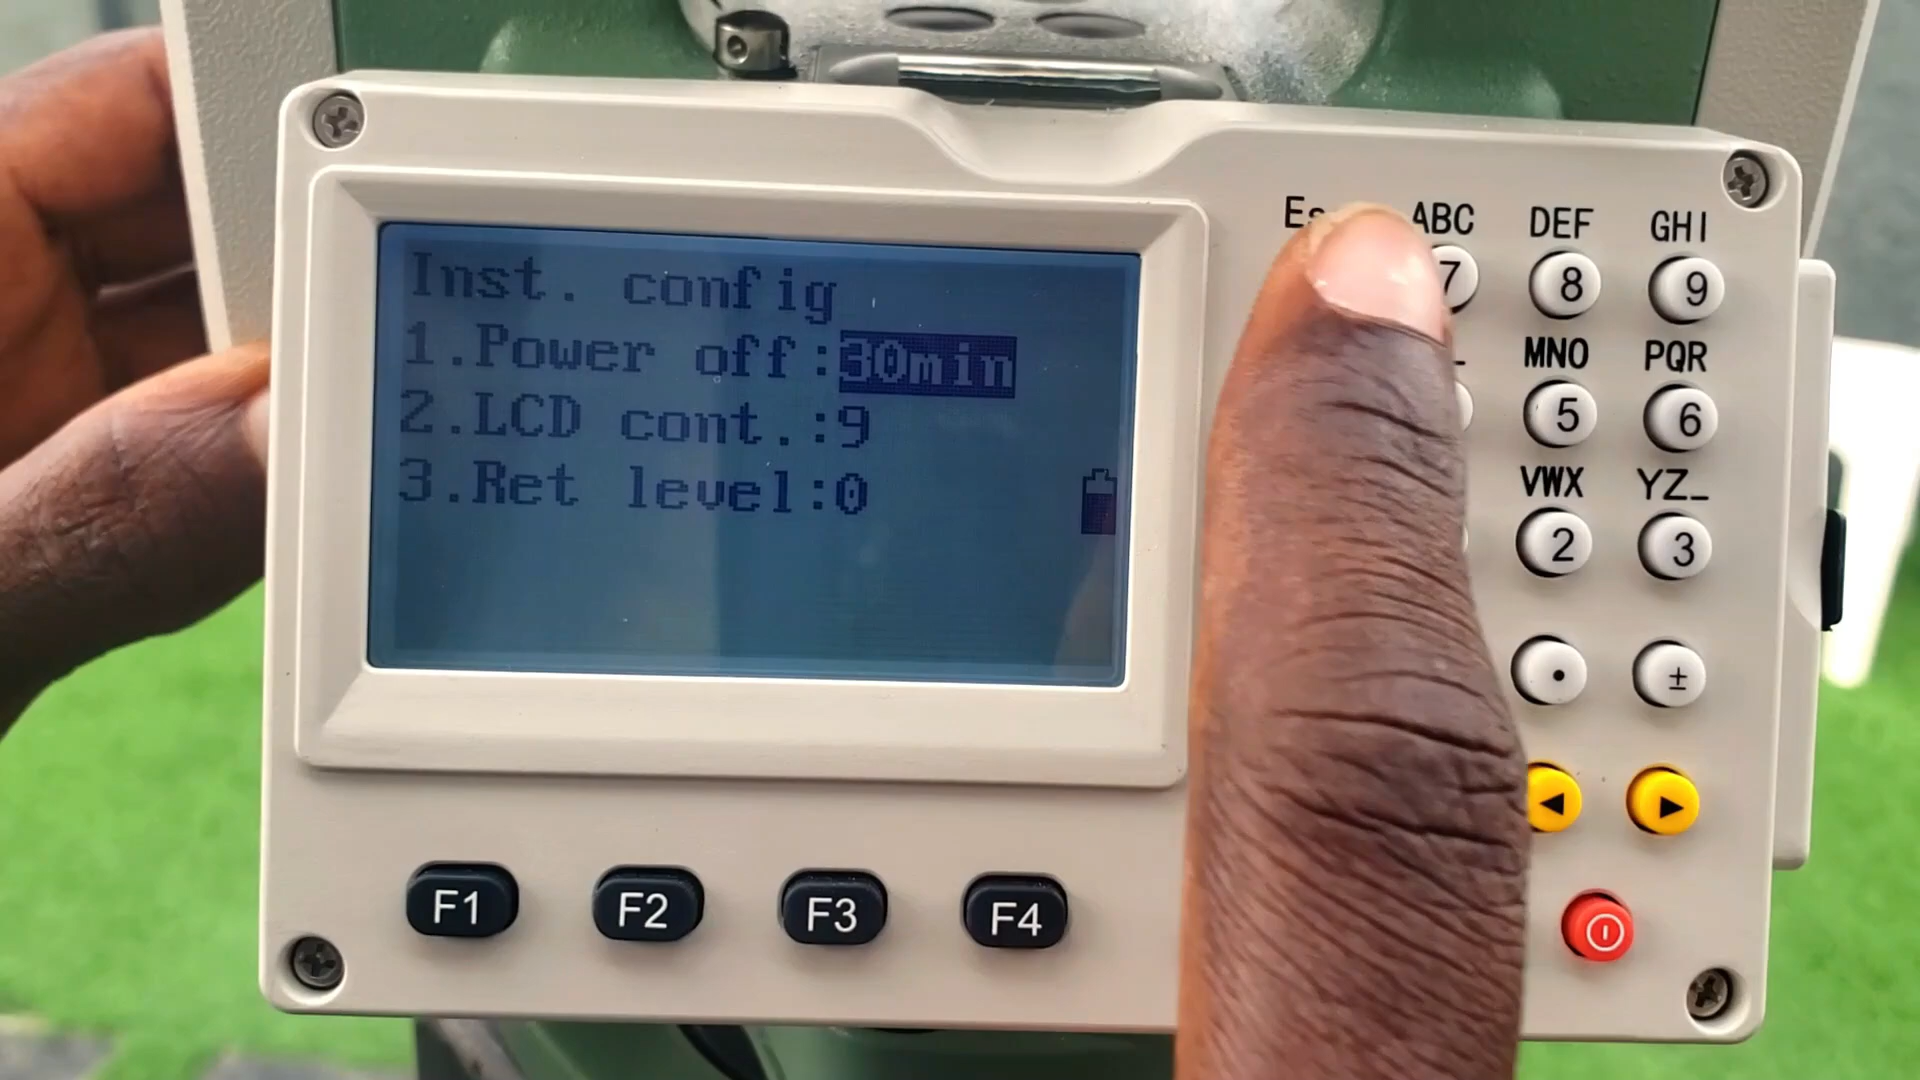 Inst. config
1.Power off:30min
2.LCD cont.:9
3.Ret level:0
ABC DEF GHI
7 8 9
MNO PQR
5 6
VWX YZ_
2 3
• ±
◀ ▶
F1 F2 F3 F4